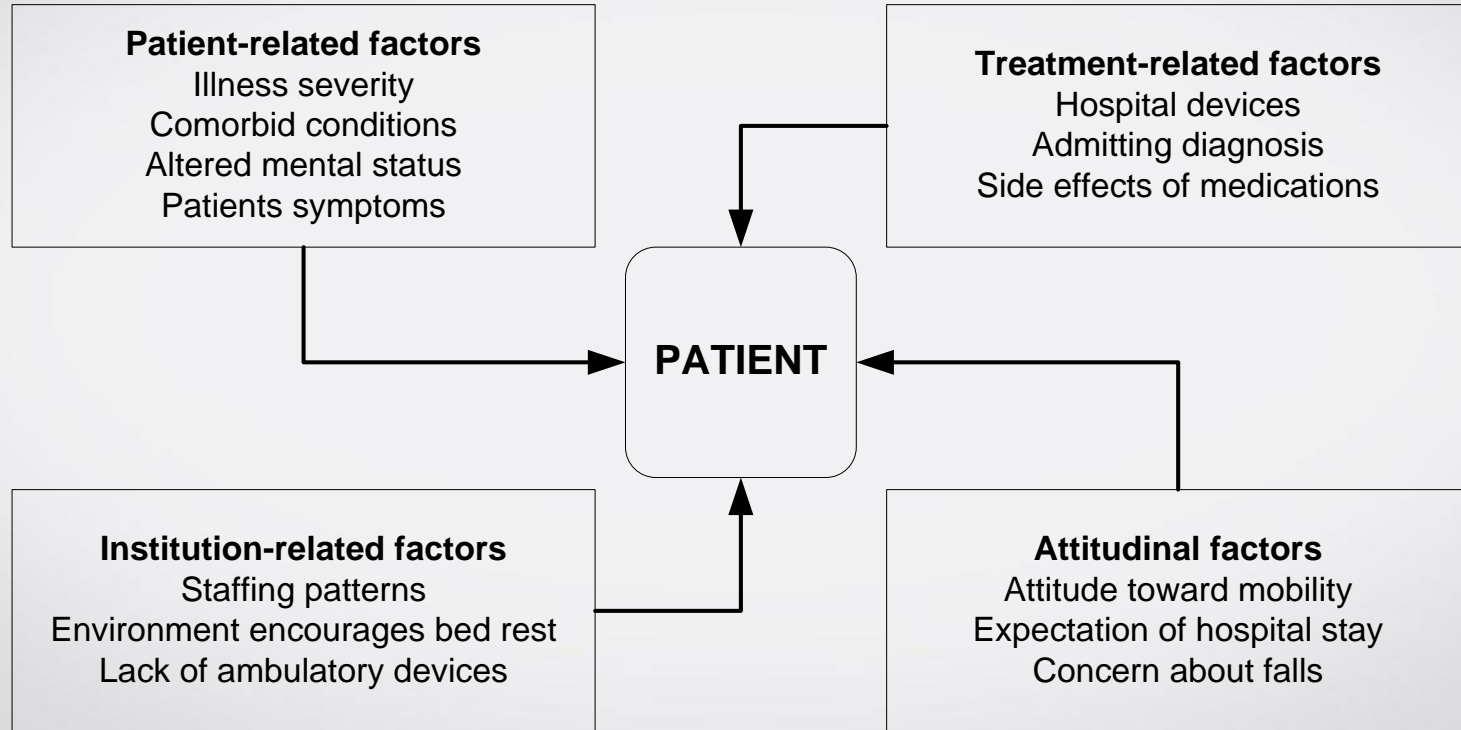 Patient-related factors
Illness severity
Comorbid conditions
Altered mental status
Patients symptoms
Treatment-related factors
Hospital devices
Admitting diagnosis
Side effects of medications
PATIENT
Institution-related factors
Staffing patterns
Environment encourages bed rest
Lack of ambulatory devices
Attitudinal factors
Attitude toward mobility
Expectation of hospital stay
Concern about falls